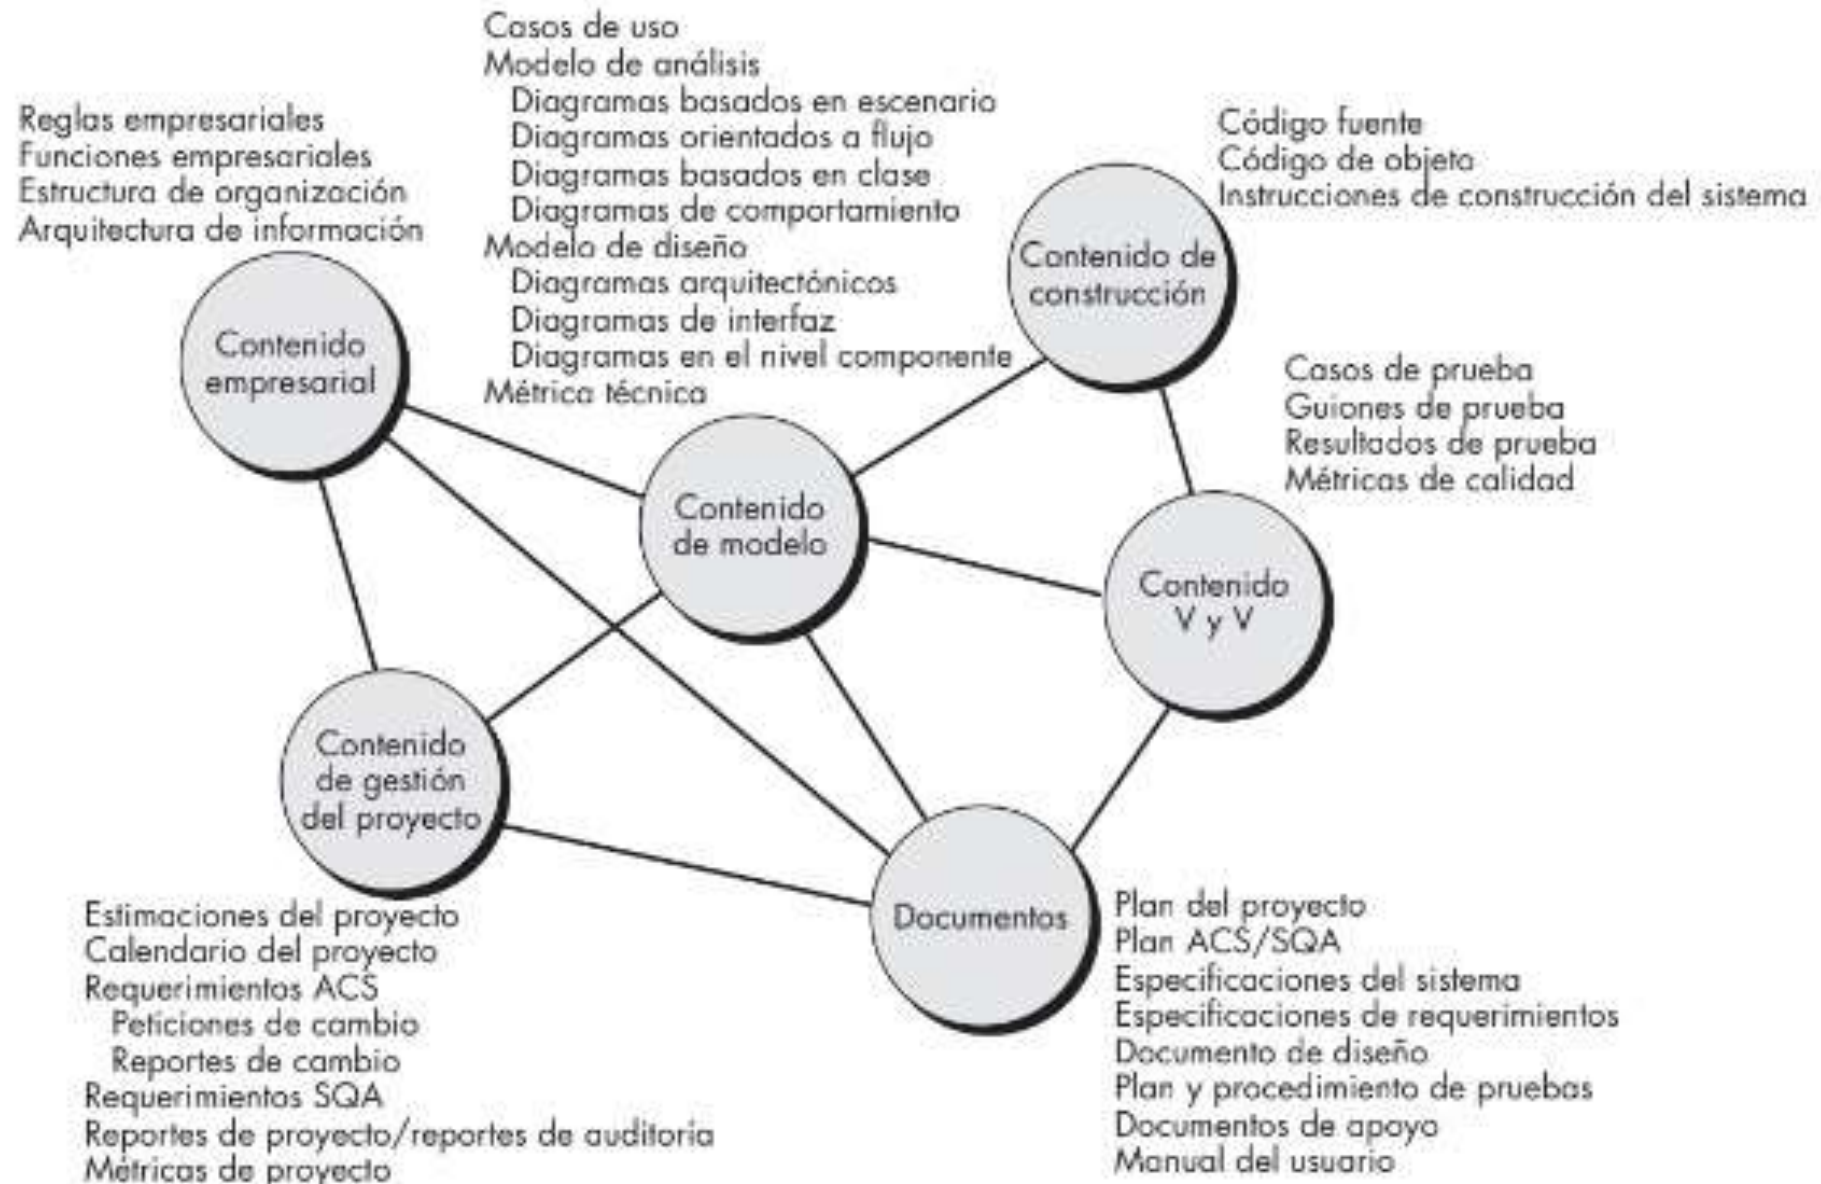 Reglas empresariales
Funciones empresariales
Estructura de organización
Arquitectura de información
Contenido
empresarial
Casos de uso
Modelo de análisis
Diagramas basados en escenario
Diagramas orientados a flujo
Diagramas basados en clase
Diagramas de comportamiento
Modelo de diseño
Diagramas arquitectónicos
Diagramas de interfaz
Diagramas en el nivel componente
Métrica técnica
Contenido
de modelo
Código fuente
Código de objeto
Instrucciones de construcción del sistema
Contenido de
construcción
Casos de prueba
Guiones de prueba
Resultados de prueba
Métricas de calidad
Contenido
V y V
Contenido
de gestión
del proyecto
Estimaciones del proyecto
Calendario del proyecto
Requerimientos ACS
Peticiones de cambio
Reportes de cambio
Requerimientos SQA
Reportes de proyecto/reportes de auditoría
Métricas de proyecto
Documentos
Plan del proyecto
Plan ACS/SQA
Especificaciones del sistema
Especificaciones de requerimientos
Documento de diseño
Plan y procedimiento de pruebas
Documentos de apoyo
Manual del usuario